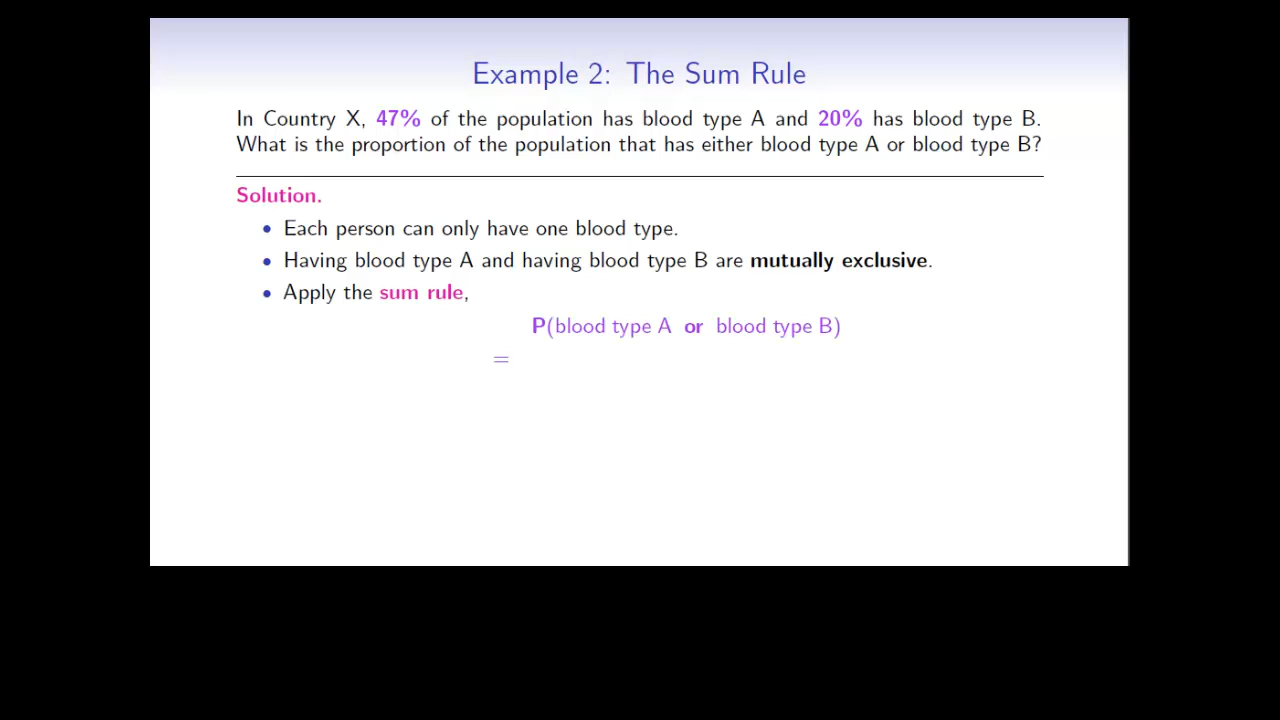 Example 2: The Sum Rule
In Country X, 47% of the population has blood type A and 20% has blood type B.
What is the proportion of the population that has either blood type A or blood type B?
Solution.
• Each person can only have one blood type.
• Having blood type A and having blood type B are mutually exclusive.
• Apply the sum rule,
P(blood type A or blood type B)
=